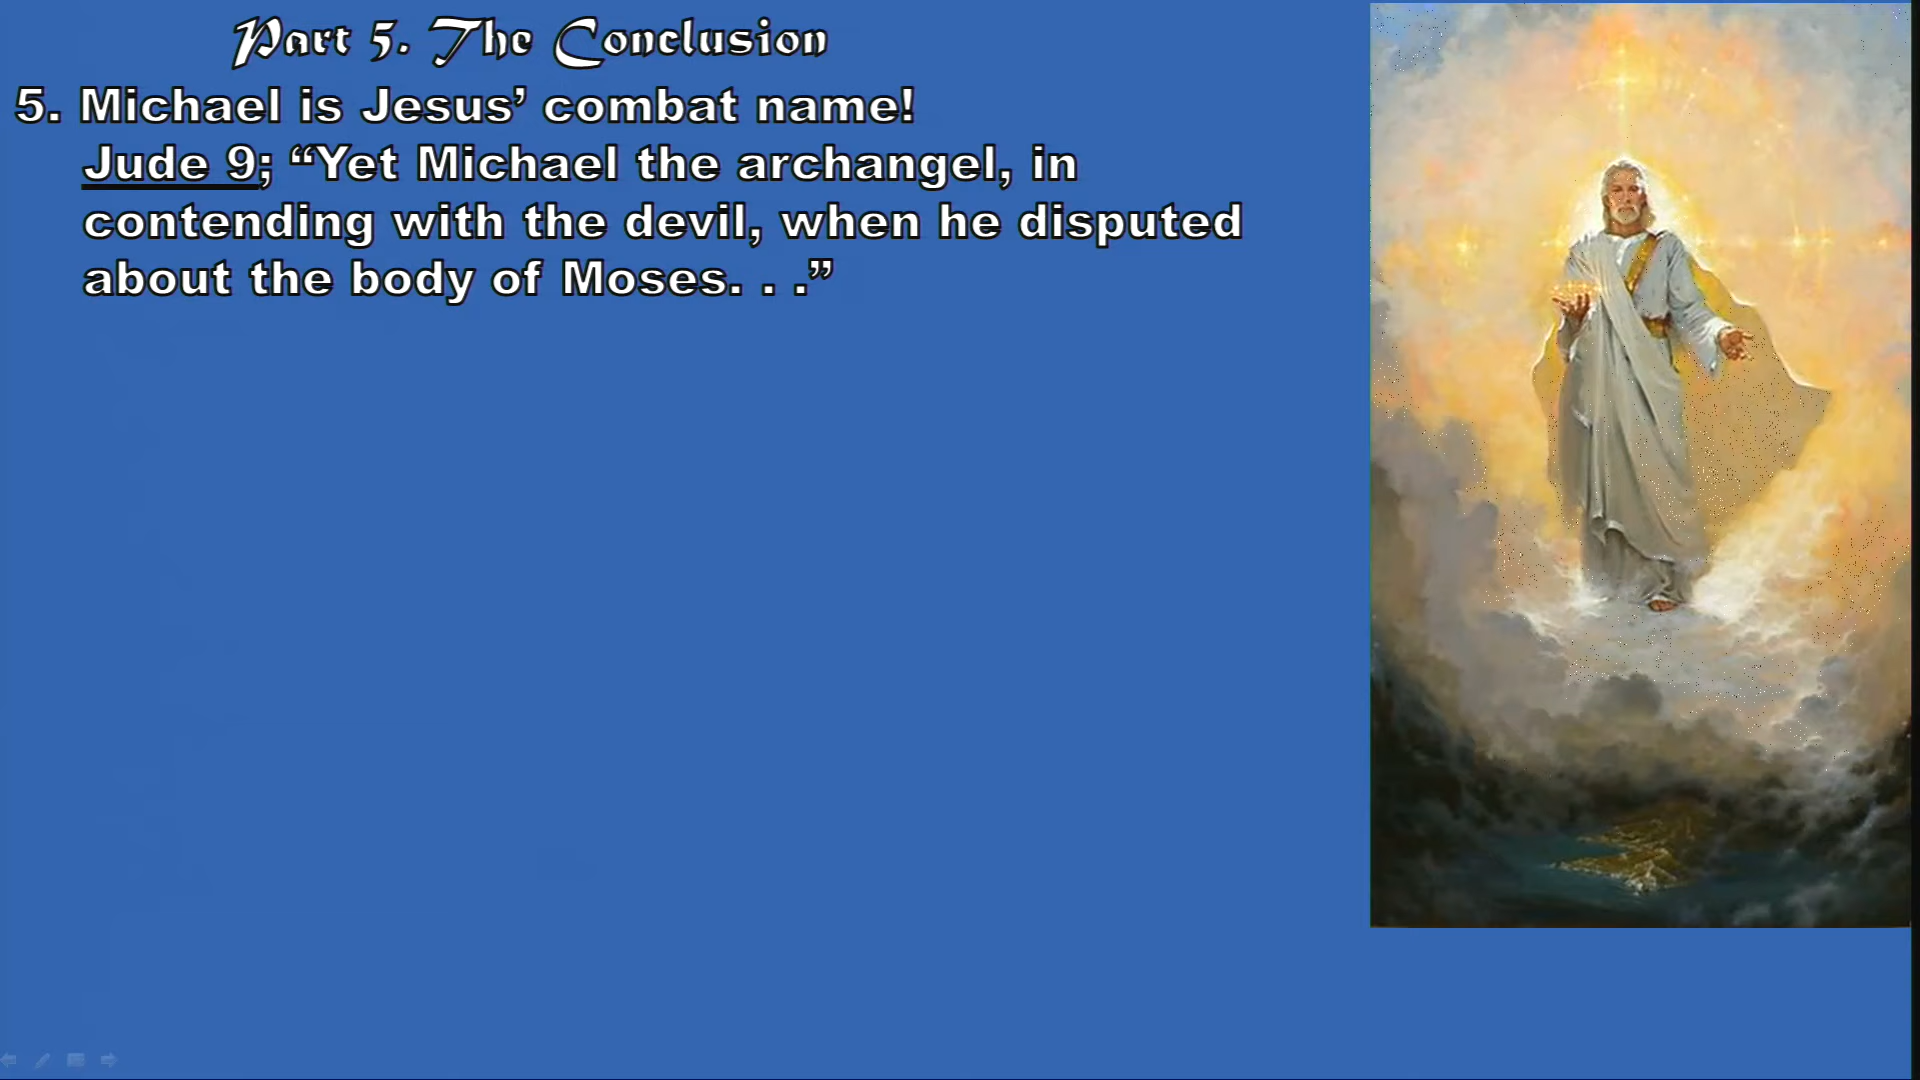 Part 5. The Conclusion
5. Michael is Jesus’ combat name!
Jude 9; “Yet Michael the archangel, in
contending with the devil, when he disputed
about the body of Moses. . .”